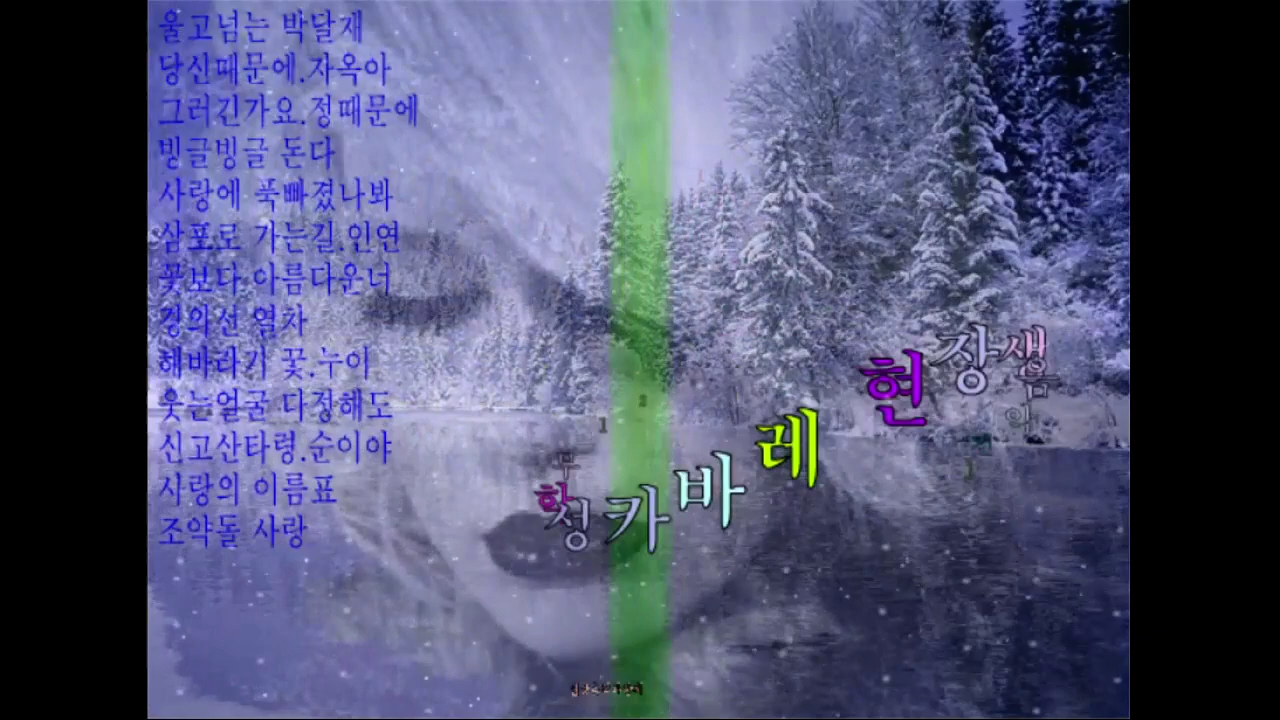 울고넘는 박달재
당신때문에.자옥아
그러긴가요.정때문에
빙글빙글 돈다
사랑에 푹빠졌나봐
삼포로 가는길.인연
꽃보다 아름다운너
경의선 열차
해바라기 꽃.누이
웃는얼굴 다정해도
신고산타령.순이야
사랑의 이름표
조약돌 사랑
무학성카바레 현장
1
2
1